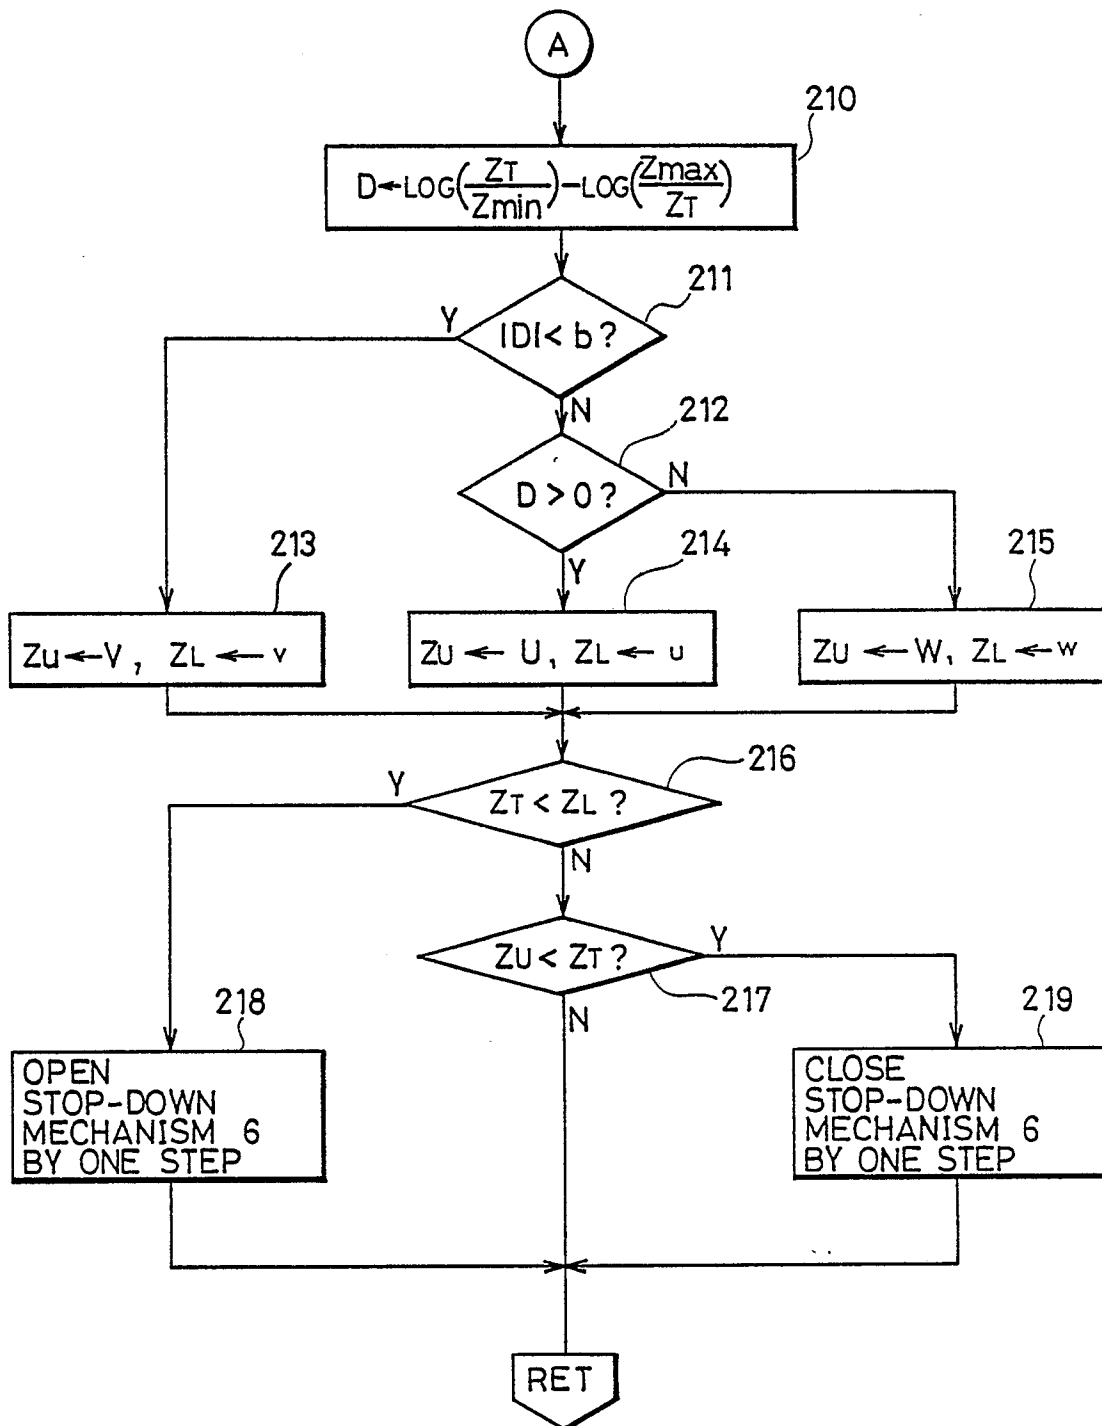 A
210
D←LOG(ZT/Zmin)-LOG(Zmax/ZT)
211
Y
|D|< b ?
N
212
D > 0 ?
N
Y
213
ZU ← V , ZL ← v
214
ZU ← U , ZL ← u
215
ZU ← W, ZL ← w
216
Y
ZT < ZL ?
N
ZU < ZT ?
Y
217
N
218
OPEN
STOP-DOWN
MECHANISM 6
BY ONE STEP
219
CLOSE
STOP-DOWN
MECHANISM 6
BY ONE STEP
RET